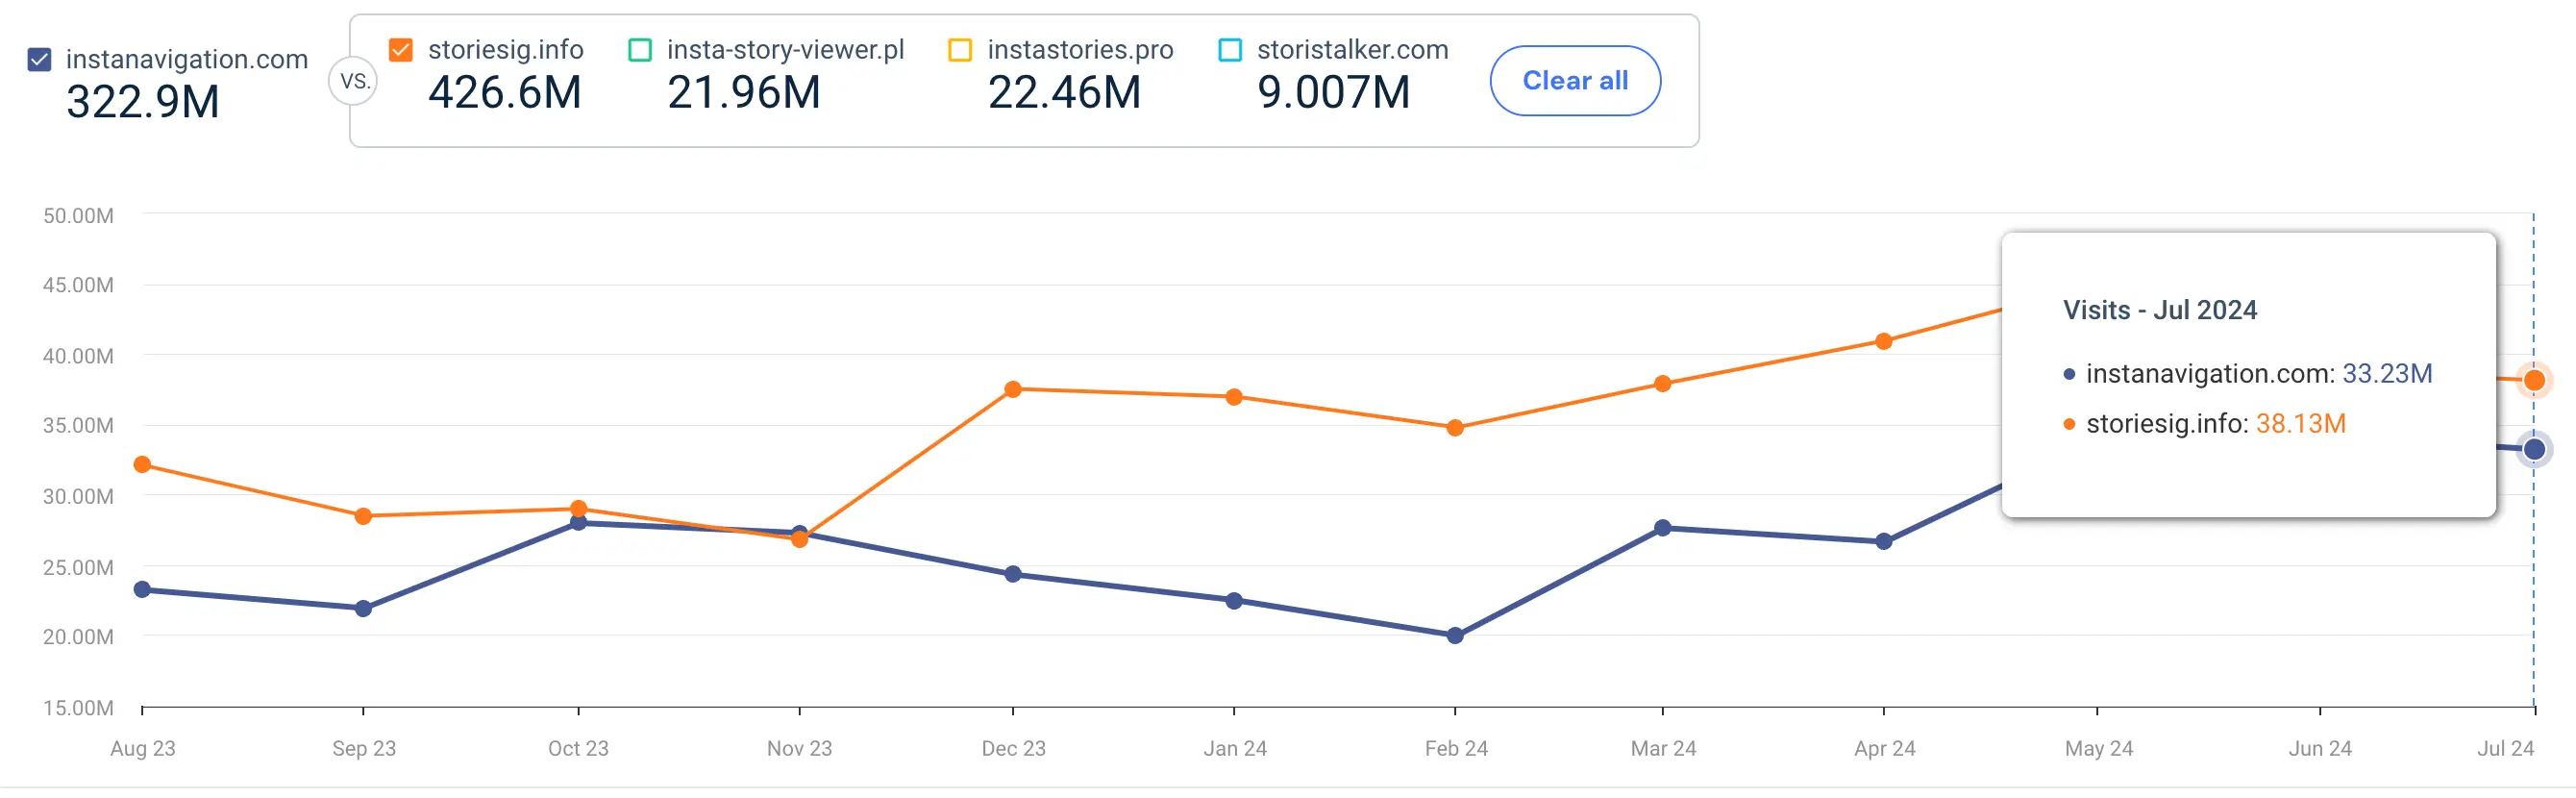 instanavigation.com
322.9M
VS.
storiesig.info
426.6M
insta-story-viewer.pl
21.96M
instastories.pro
22.46M
storistalker.com
9.007M
Clear all
50.00M
45.00M
40.00M
35.00M
30.00M
25.00M
20.00M
15.00M
Visits - Jul 2024
instanavigation.com: 33.23M
storiesig.info: 38.13M
Aug 23
Sep 23
Oct 23
Nov 23
Dec 23
Jan 24
Feb 24
Mar 24
Apr 24
May 24
Jun 24
Jul 24